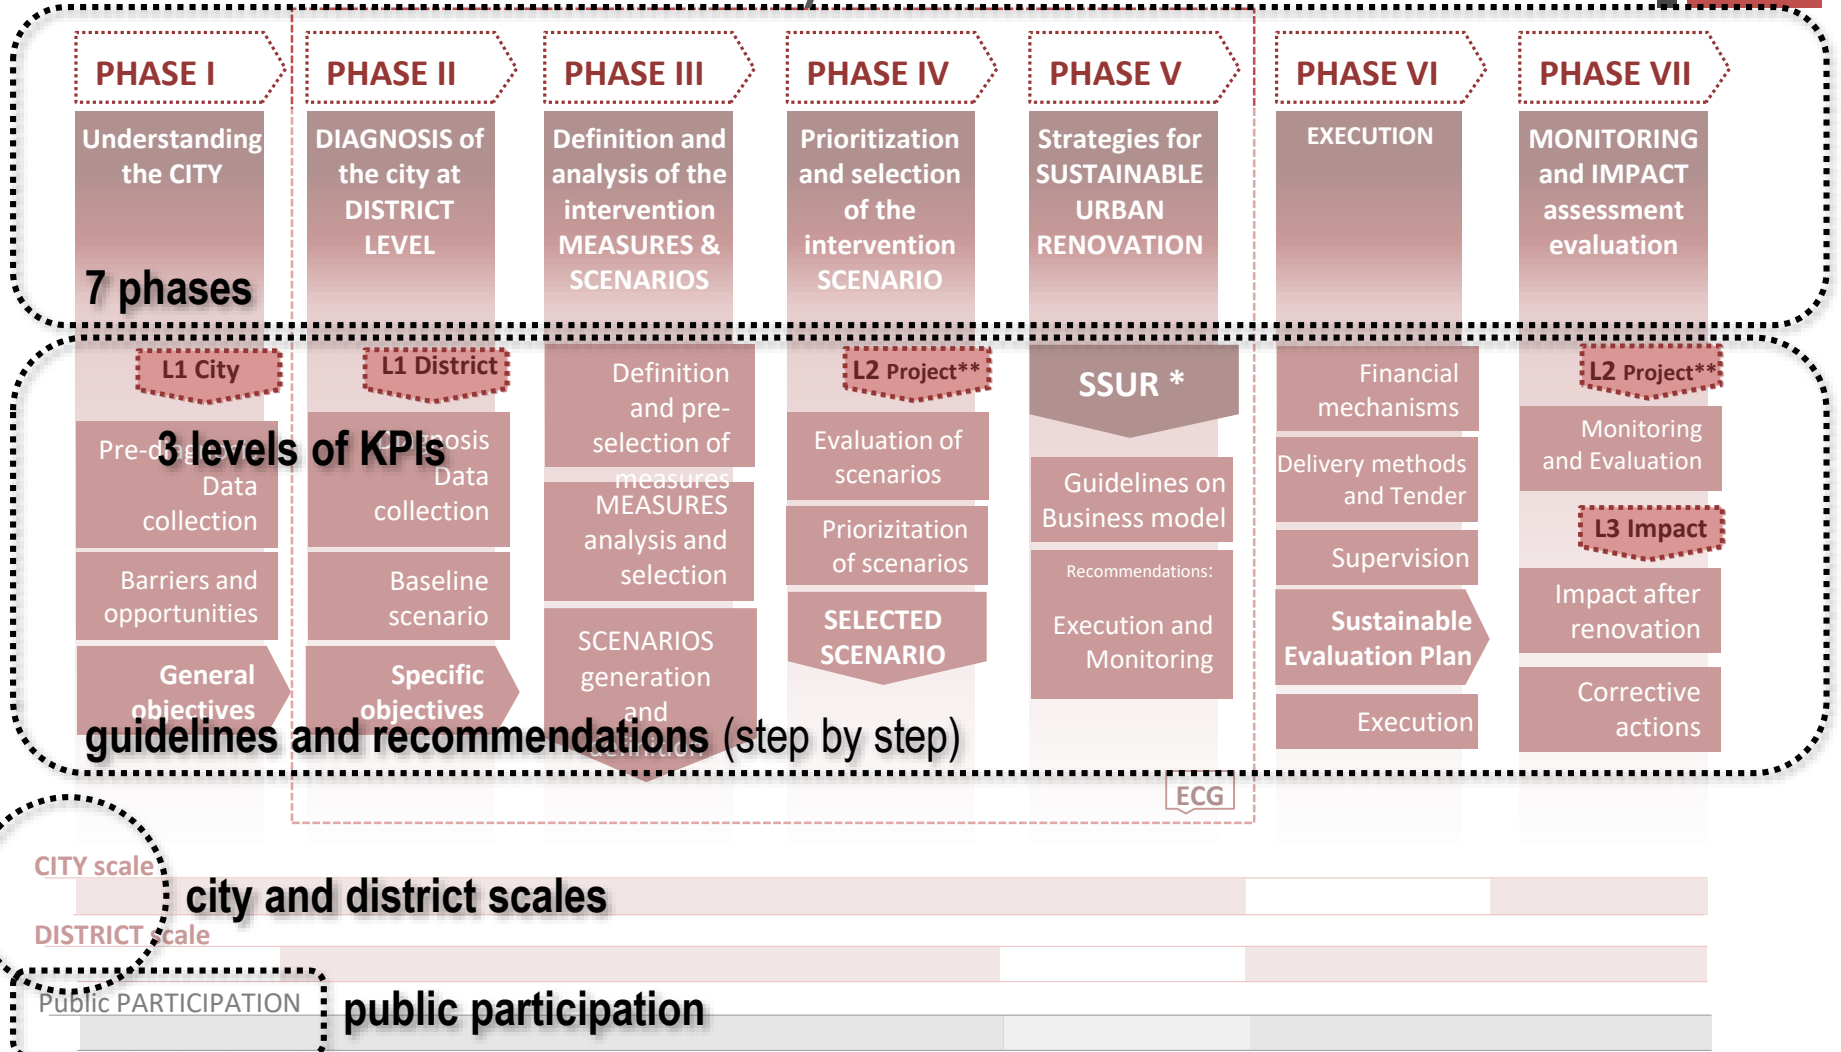 PHASE I
PHASE II
PHASE III
PHASE IV
PHASE V
PHASE VI
PHASE VII
Understanding
the CITY
DIAGNOSIS of
the city at
DISTRICT
LEVEL
Definition and
analysis of the
intervention
MEASURES &
SCENARIOS
Prioritization
and selection
of the
intervention
SCENARIO
Strategies for
SUSTAINABLE
URBAN
RENOVATION
EXECUTION
MONITORING
and IMPACT
assessment
evaluation
7 phases
L1 City
Pre-diagnosis
Data
collection
Barriers and
opportunities
General
objectives
L1 District
Diagnosis
Data
collection
Baseline
scenario
Specific
objectives
3 levels of KPIs
Definition
and pre-
selection of
measures
MEASURES
analysis and
selection
SCENARIOS
generation
and
definition
L2 Project**
Evaluation of
scenarios
Priorizitation
of scenarios
SELECTED
SCENARIO
SSUR *
Guidelines on
Business model
Recommendations:
Execution and
Monitoring
Financial
mechanisms
Delivery methods
and Tender
Supervision
Sustainable
Evaluation Plan
Execution
L2 Project**
Monitoring
and Evaluation
L3 Impact
Impact after
renovation
Corrective
actions
guidelines and recommendations (step by step)
ECG
CITY scale
city and district scales
DISTRICT scale
Public PARTICIPATION
public participation